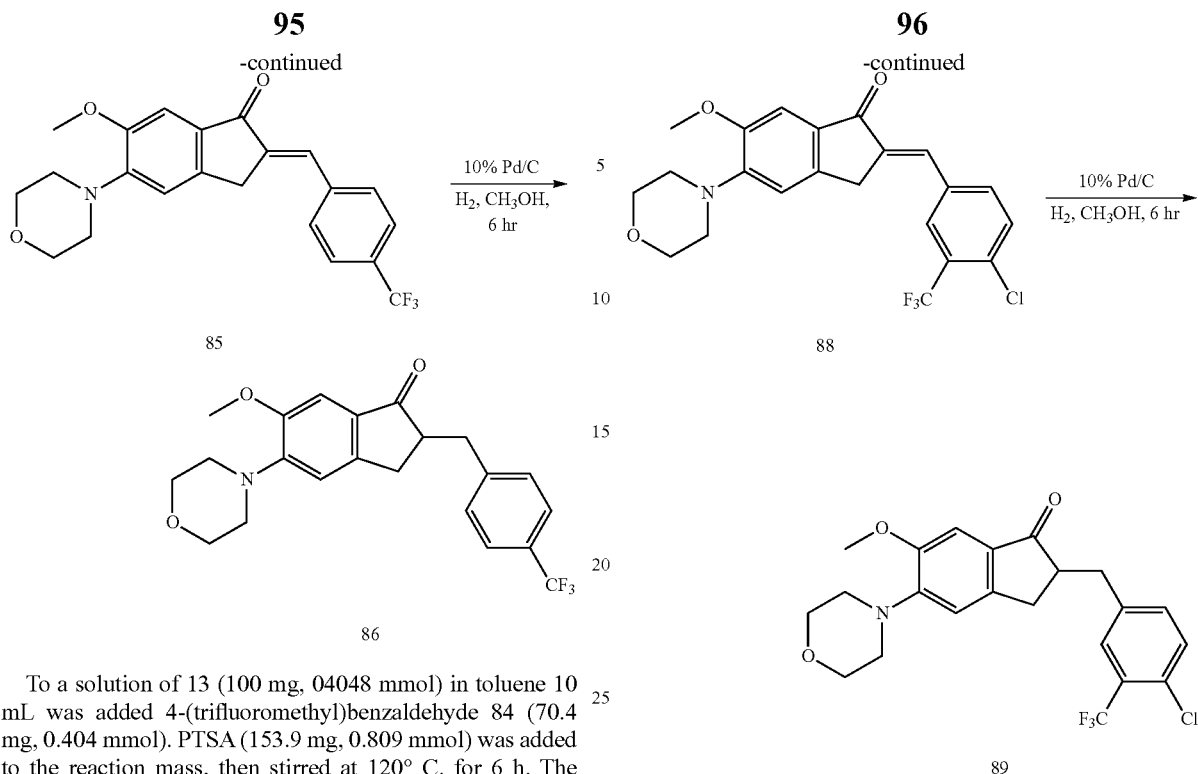 95
-continued
O
O
N
O
CF3
10% Pd/C
H2, CH3OH,
6 hr
85
O
O
N
O
CF3
86
To a solution of 13 (100 mg, 04048 mmol) in toluene 10
mL was added 4-(trifluoromethyl)benzaldehyde 84 (70.4
mg, 0.404 mmol). PTSA (153.9 mg, 0.809 mmol) was added
to the reaction mass, then stirred at 120° C. for 6 h. The
5
10
15
20
25
96
-continued
O
O
N
O
F3C
Cl
10% Pd/C
H2, CH3OH, 6 hr
88
O
O
N
O
F3C
Cl
89